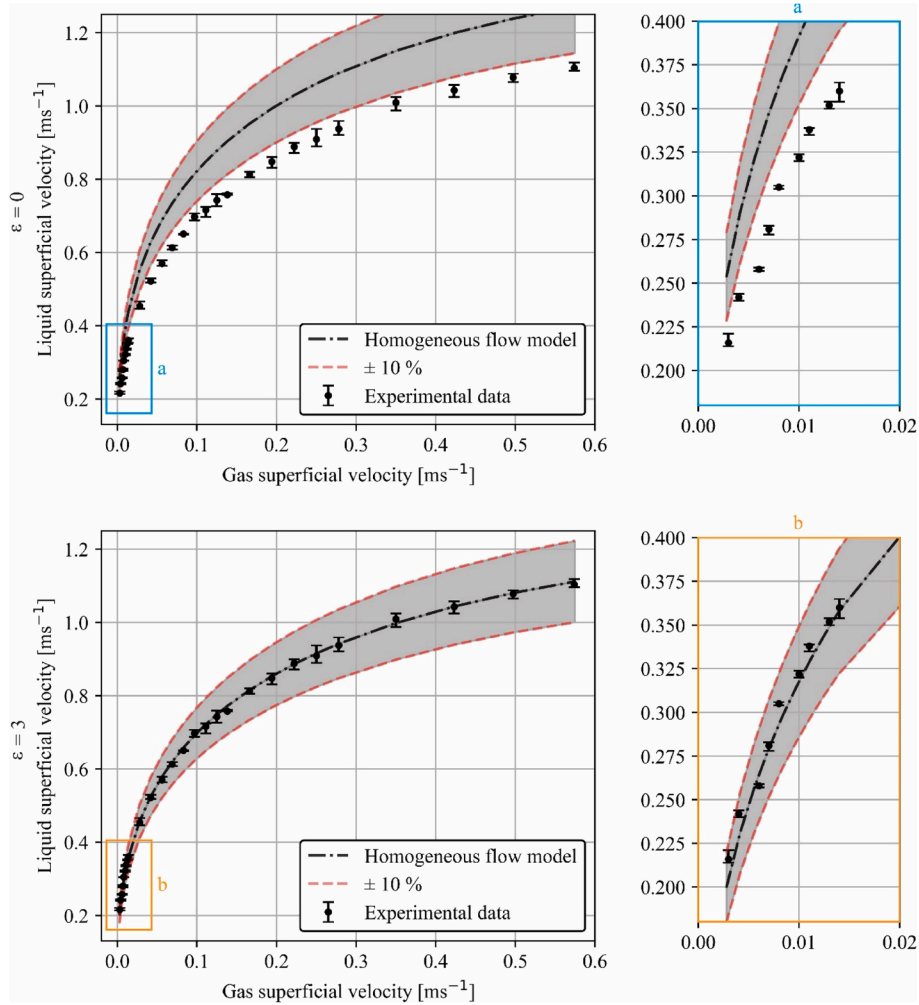 a
1.2
1.0
0.8
0.6
0.4
0.2
ε = 0
Liquid superficial velocity [ms⁻¹]
a
Homogeneous flow model
± 10 %
Experimental data
0.0 0.1 0.2 0.3 0.4 0.5 0.6
Gas superficial velocity [ms⁻¹]
0.400
0.375
0.350
0.325
0.300
0.275
0.250
0.225
0.200
0.00 0.01 0.02
b
1.2
1.0
0.8
0.6
0.4
0.2
ε = 3
Liquid superficial velocity [ms⁻¹]
b
Homogeneous flow model
± 10 %
Experimental data
0.0 0.1 0.2 0.3 0.4 0.5 0.6
Gas superficial velocity [ms⁻¹]
0.400
0.375
0.350
0.325
0.300
0.275
0.250
0.225
0.200
0.00 0.01 0.02